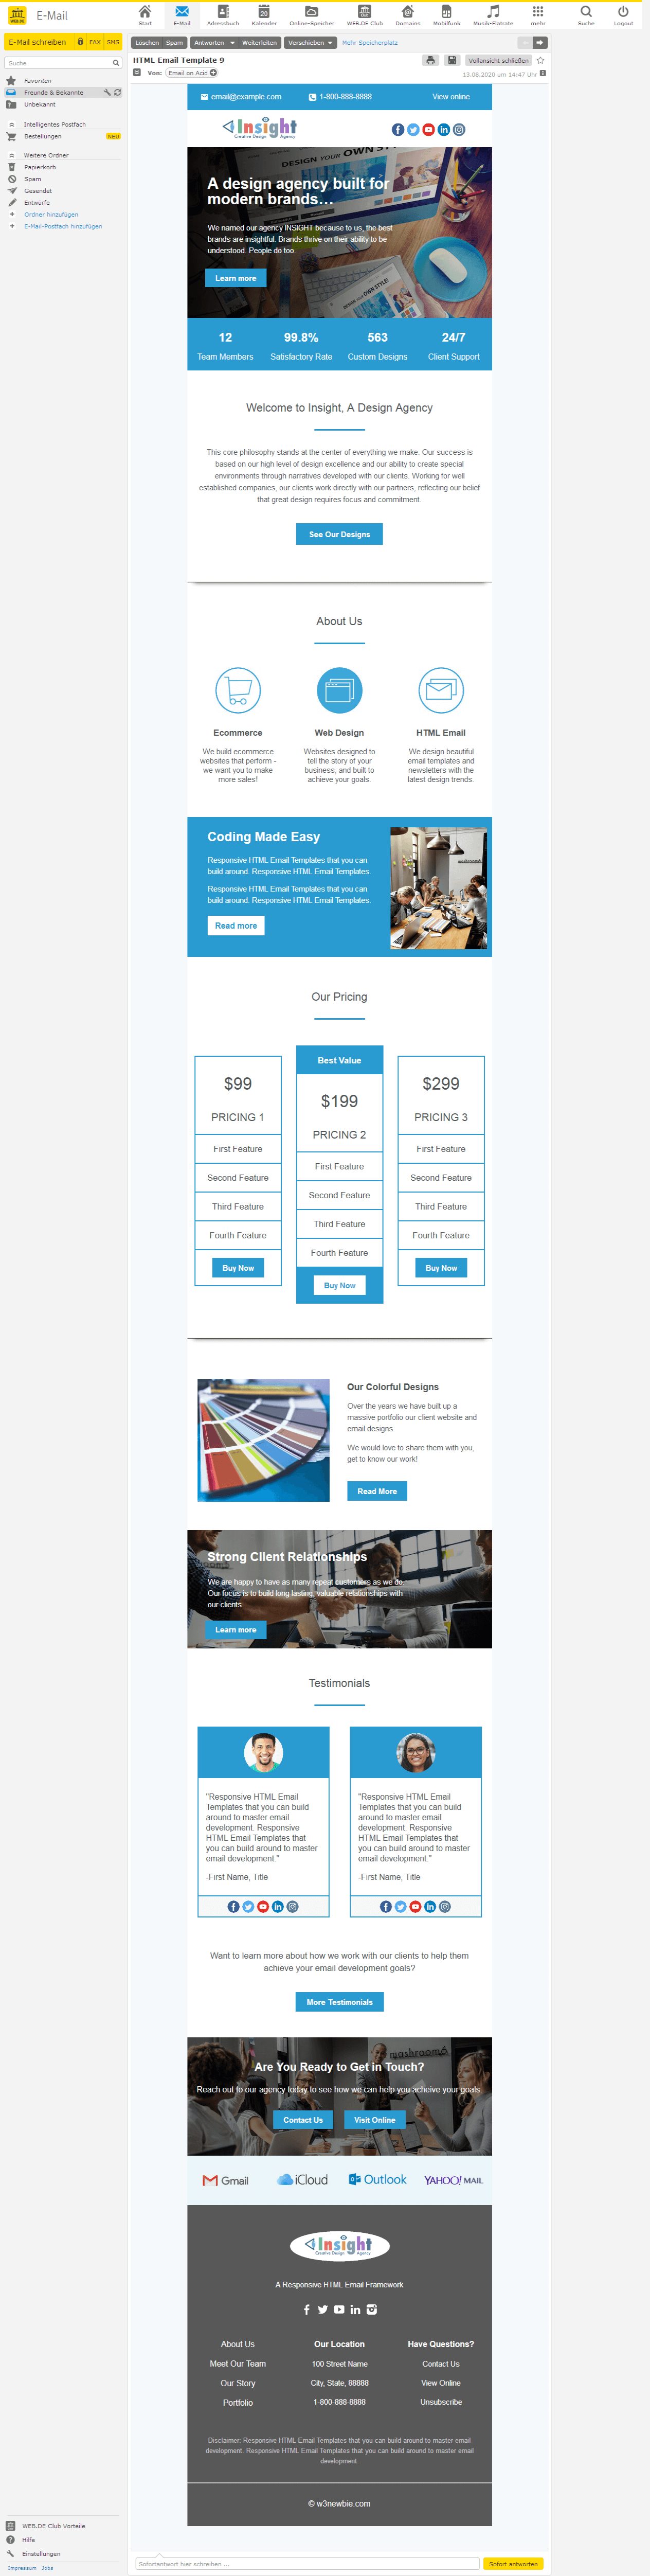 WEB.DE
E-Mail
Start
E-Mail
Adressbuch
Kalender
Online-Speicher
WEB.DE Club
Domains
Mobilfunk
Musik-Flatrate
mehr
Suche
Logout
E-Mail schreiben
FAX
SMS
Suche
Favoriten
Freunde & Bekannte
Unbekannt
Intelligentes Postfach
Bestellungen
NEU
Weitere Ordner
Papierkorb
Spam
Gesendet
Entwürfe
Ordner hinzufügen
E-Mail-Postfach hinzufügen
Löschen Spam Antworten Weiterleiten Verschieben Mehr Speicherplatz
HTML Email Template 9
Vollansicht schließen
Von: Email on Acid
13.08.2020 um 14:47 Uhr
email@example.com
1-800-888-8888
View online
Insight
Creative Design Agency
A design agency built for
modern brands...
We named our agency INSIGHT because to us, the best
brands are insightful. Brands thrive on their ability to be
understood. People do too.
Learn more
12
Team Members
99.8%
Satisfactory Rate
563
Custom Designs
24/7
Client Support
Welcome to Insight, A Design Agency
This core philosophy stands at the center of everything we make. Our success is
based on our high level of design excellence and our ability to create special
environments through narratives developed with our clients. Working for well
established companies, our clients work directly with our partners, reflecting our belief
that great design requires focus and commitment.
See Our Designs
About Us
Ecommerce
We build ecommerce
websites that perform -
we want you to make
more sales!
Web Design
Websites designed to
tell the story of your
business, and built to
achieve your goals.
HTML Email
We design beautiful
email templates and
newsletters with the
latest design trends.
Coding Made Easy
Responsive HTML Email Templates that you can
build around. Responsive HTML Email Templates.
Responsive HTML Email Templates that you can
build around. Responsive HTML Email Templates.
Read more
Our Pricing
$99
PRICING 1
First Feature
Second Feature
Third Feature
Fourth Feature
Buy Now
Best Value
$199
PRICING 2
First Feature
Second Feature
Third Feature
Fourth Feature
Buy Now
$299
PRICING 3
First Feature
Second Feature
Third Feature
Fourth Feature
Buy Now
Our Colorful Designs
Over the years we have built up a
massive portfolio our client website and
email designs.
We would love to share them with you,
get to know our work!
Read More
Strong Client Relationships
We are happy to have as many repeat customers as we do.
Our focus is to build long lasting, valuable relationships with
our clients.
Learn more
Testimonials
"Responsive HTML Email
Templates that you can build
around to master email
development. Responsive
HTML Email Templates that
you can build around to master
email development."
-First Name, Title
"Responsive HTML Email
Templates that you can build
around to master email
development. Responsive
HTML Email Templates that
you can build around to master
email development."
-First Name, Title
Want to learn more about how we work with our clients to help them
achieve your email development goals?
More Testimonials
mashroom6
Are You Ready to Get in Touch?
Reach out to our agency today to see how we can help you acheive your goals.
Contact Us
Visit Online
Gmail
iCloud
Outlook
YAHOO! MAIL
Insight
Creative Design Agency
A Responsive HTML Email Framework
About Us
Meet Our Team
Our Story
Portfolio
Our Location
100 Street Name
City, State, 88888
1-800-888-8888
Have Questions?
Contact Us
View Online
Unsubscribe
Disclaimer: Responsive HTML Email Templates that you can build around to master email
development. Responsive HTML Email Templates that you can build around to master email
development.
© w3newbie.com
WEB.DE Club Vorteile
Hilfe
Einstellungen
Impressum Jobs
Sofortantwort hier schreiben ...
Sofort antworten